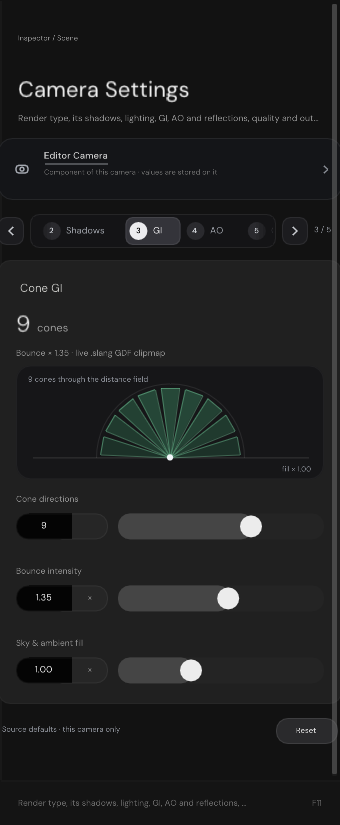 Inspector / Scene
Camera Settings
Render type, its shadows, lighting, GI, AO and reflections, quality and out...
Editor Camera
Component of this camera · values are stored on it
2 Shadows 3 GI 4 AO 5 3 / 5
Cone GI
9 cones
Bounce × 1.35 · live .slang GDF clipmap
9 cones through the distance field
fill × 1.00
Cone directions
9
Bounce intensity
1.35 ×
Sky & ambient fill
1.00 ×
Source defaults · this camera only
Reset
Render type, its shadows, lighting, GI, AO and reflections, ...
F11